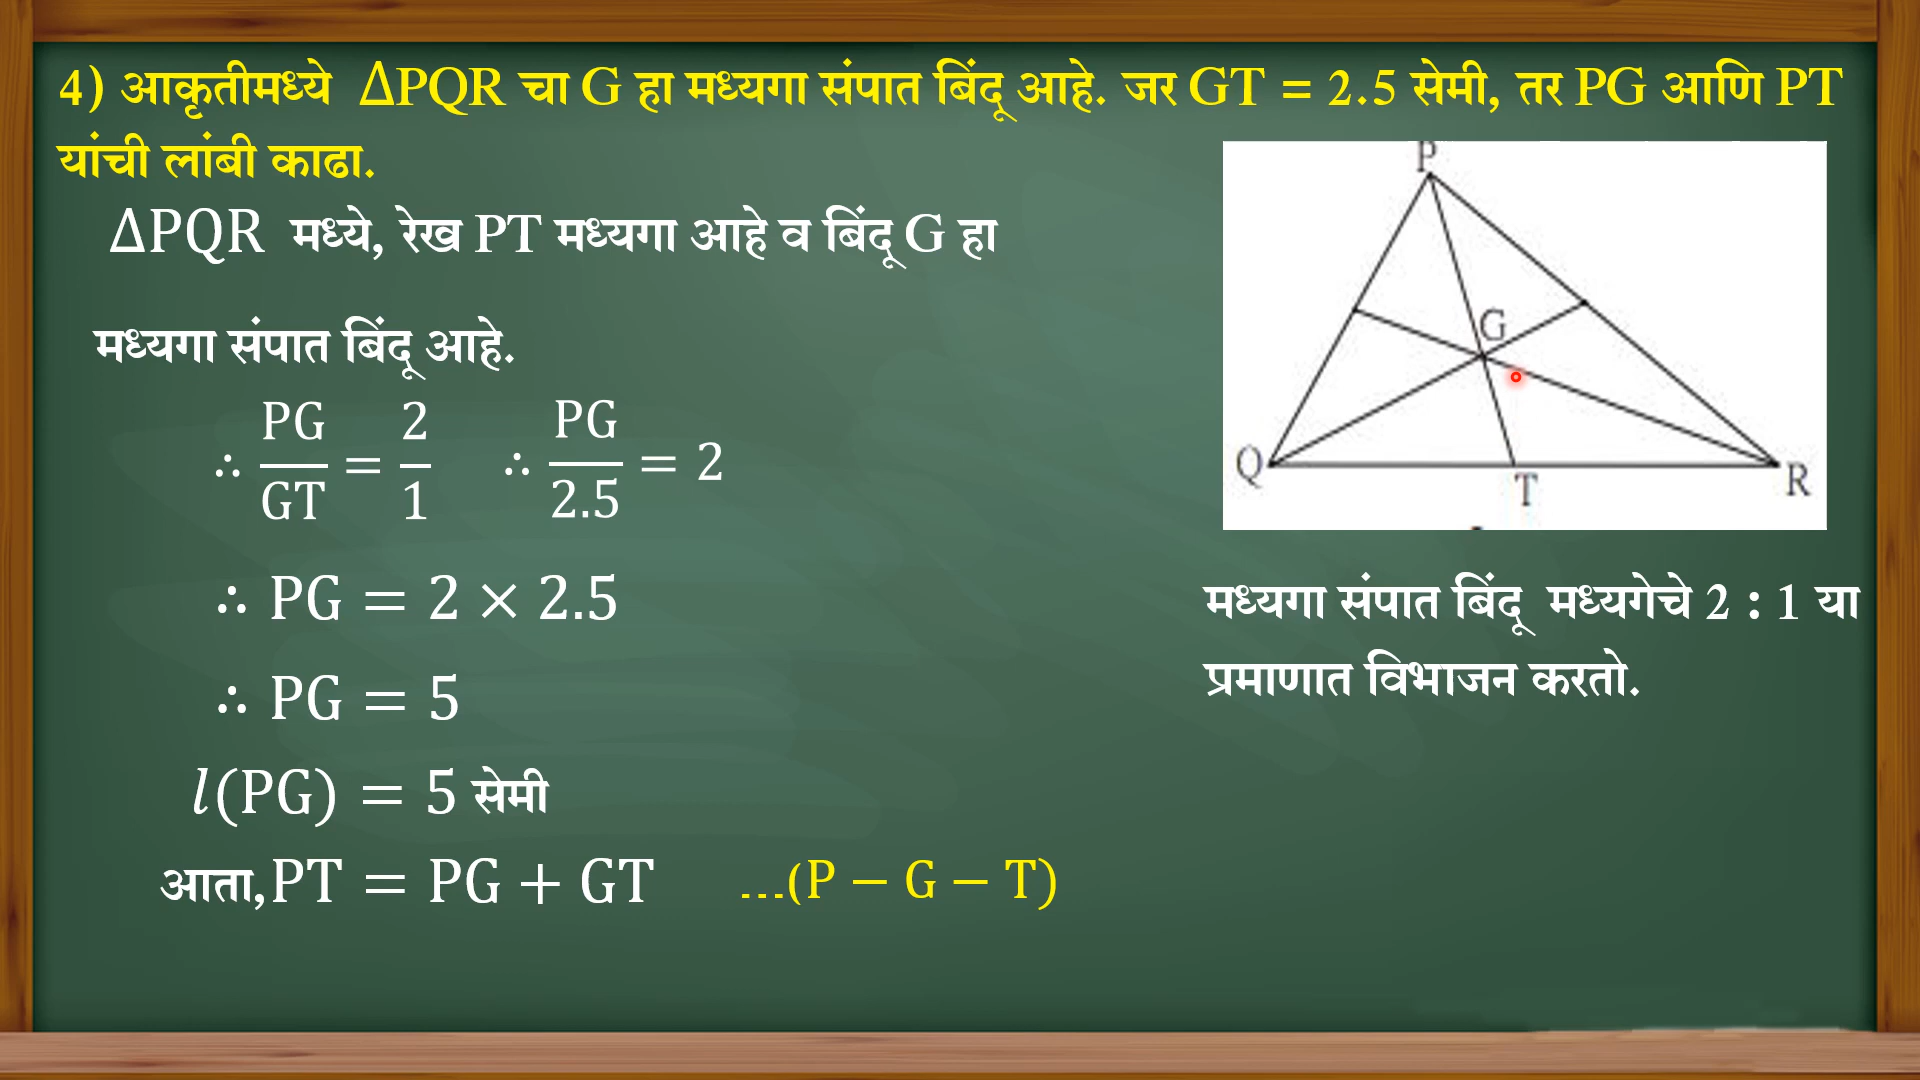 4) आकृतीमध्ये ∆PQR चा G हा मध्यगा संपात बिंदू आहे. जर GT = 2.5 सेमी, तर PG आणि PT
यांची लांबी काढा.
∆PQR मध्ये, रेख PT मध्यगा आहे व बिंदू G हा
मध्यगा संपात बिंदू आहे.
∴ PG/GT = 2/1 ∴ PG/2.5 = 2
∴ PG = 2 × 2.5
∴ PG = 5
l(PG) = 5 सेमी
आता, PT = PG + GT ...(P − G − T)
P
G
Q
T
R
मध्यगा संपात बिंदू मध्यगेचे 2 : 1 या
प्रमाणात विभाजन करतो.